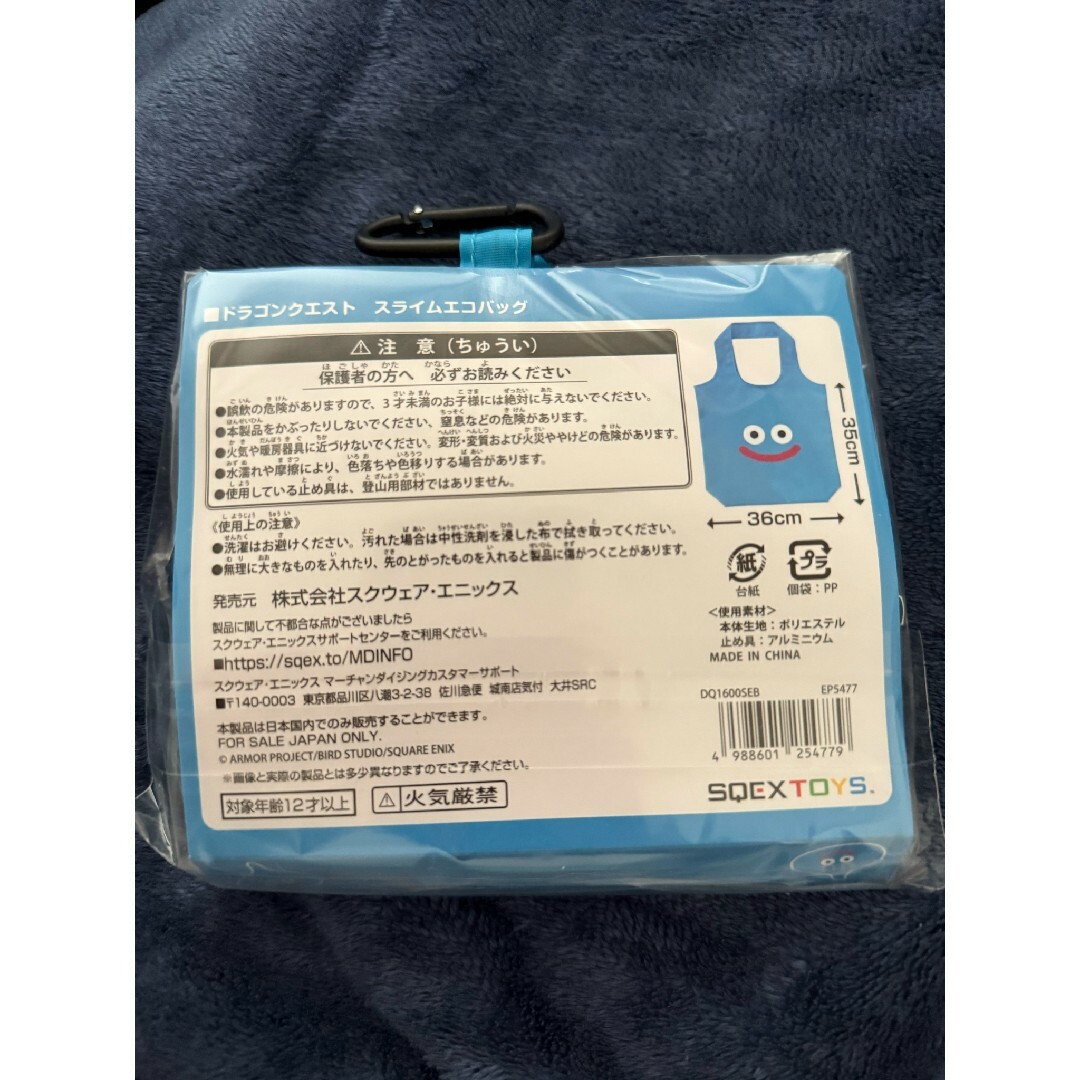 ■ドラゴンクエスト スライムエコバッグ
⚠注 意(ちゅうい)
保護者の方へ 必ずお読みください
●誤飲の危険がありますので、3才未満のお子様には絶対に与えないでください。
●本製品をかぶったりしないでください、窒息などの危険があります。
●火気や暖房器具に近づけないでください。変形・変質および火災ややけどの危険があります。
●水濡れや摩擦により、色落ちや色移りする場合があります。
●使用している止め具は、登山用部材ではありません。
《使用上の注意》
●洗濯はお避けください。汚れた場合は中性洗剤を浸した布で拭き取ってください。
●無理に大きなものを入れたり、先のとがったものを入れると製品に傷がつくことがあります。
発売元 株式会社スクウェア・エニックス
製品に関して不都合な点がございましたら
スクウェア・エニックスサポートセンターをご利用ください。
■https://sqex.to/MDINFO
スクウェア・エニックス マーチャンダイジングカスタマーサポート
■〒140-0003 東京都品川区八潮3-2-38 佐川急便 城南店気付 大井SRC
本製品は日本国内でのみ販売することができます。
FOR SALE JAPAN ONLY.
© ARMOR PROJECT/BIRD STUDIO/SQUARE ENIX
※画像と実際の製品とは多少異なりますのでご了承ください。
対象年齢12才以上
⚠火気厳禁
35cm
36cm
紙
台紙
プラ
個袋:PP
<使用素材>
本体生地:ポリエステル
止め具:アルミニウム
MADE IN CHINA
DQ1600SEB EP5477
4 988601 254779
SQEX TOYS.